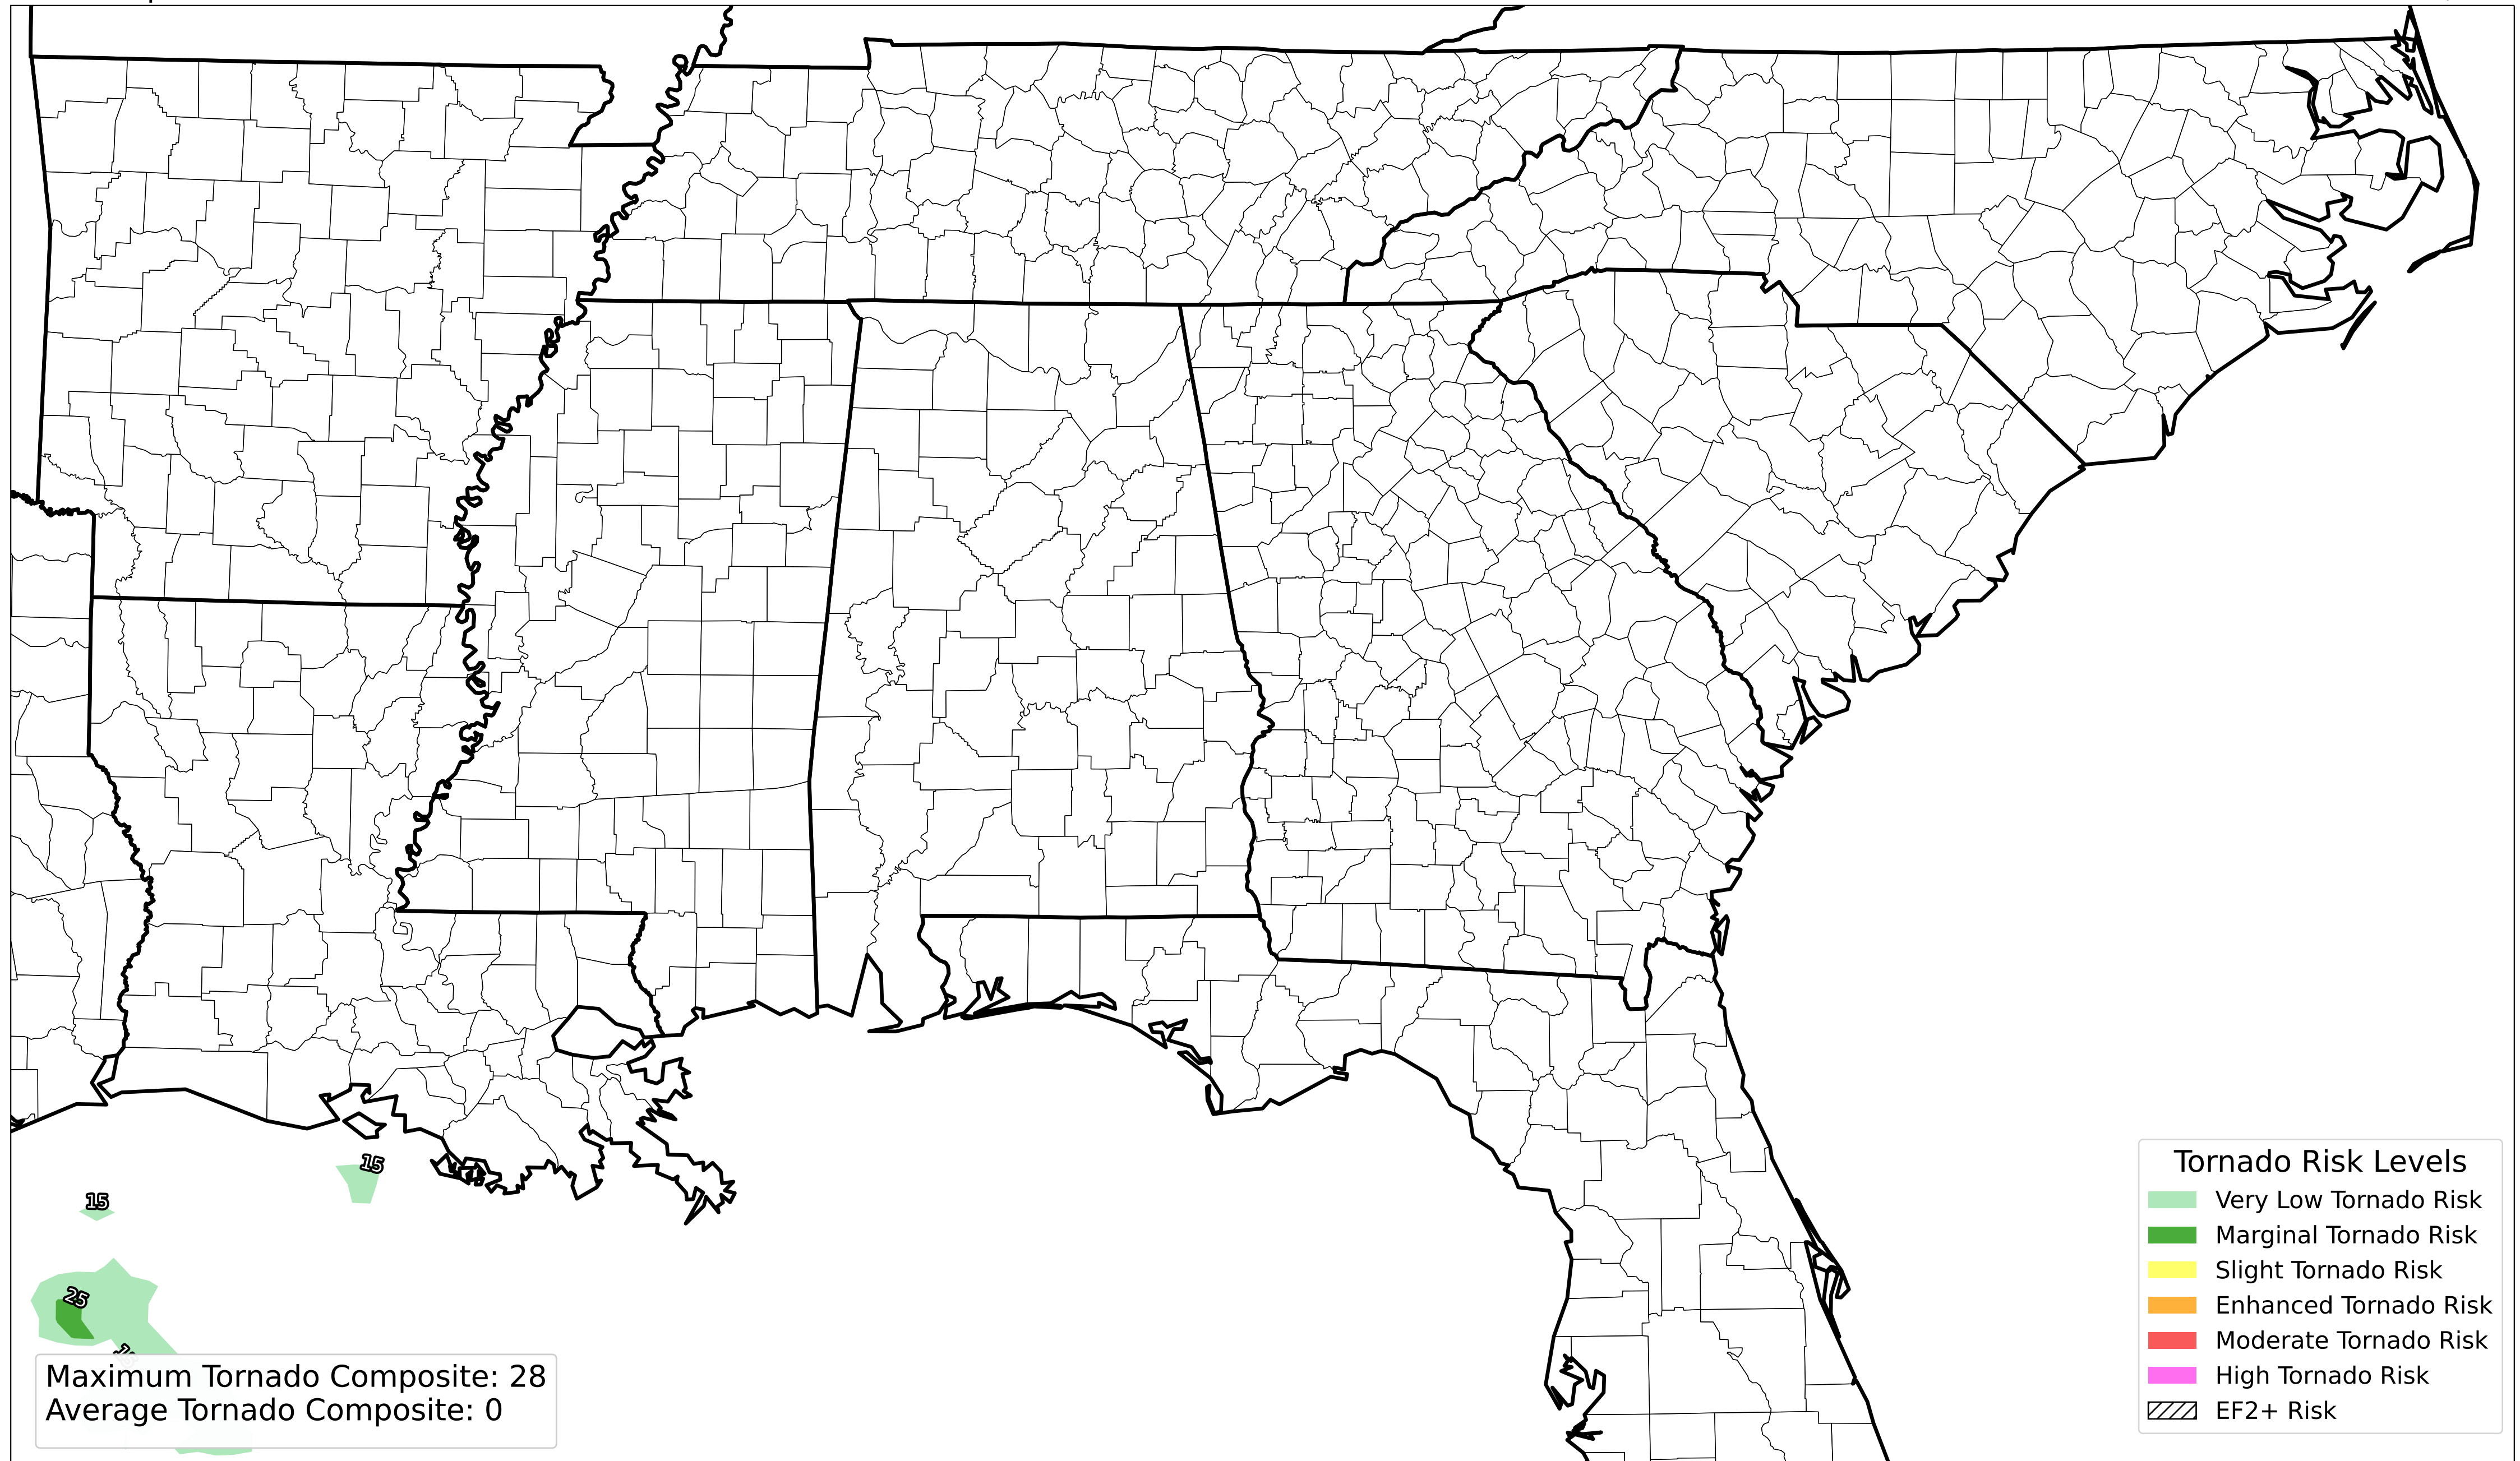 15
15
25
Maximum Tornado Composite: 28
Average Tornado Composite: 0
Tornado Risk Levels
Very Low Tornado Risk
Marginal Tornado Risk
Slight Tornado Risk
Enhanced Tornado Risk
Moderate Tornado Risk
High Tornado Risk
EF2+ Risk